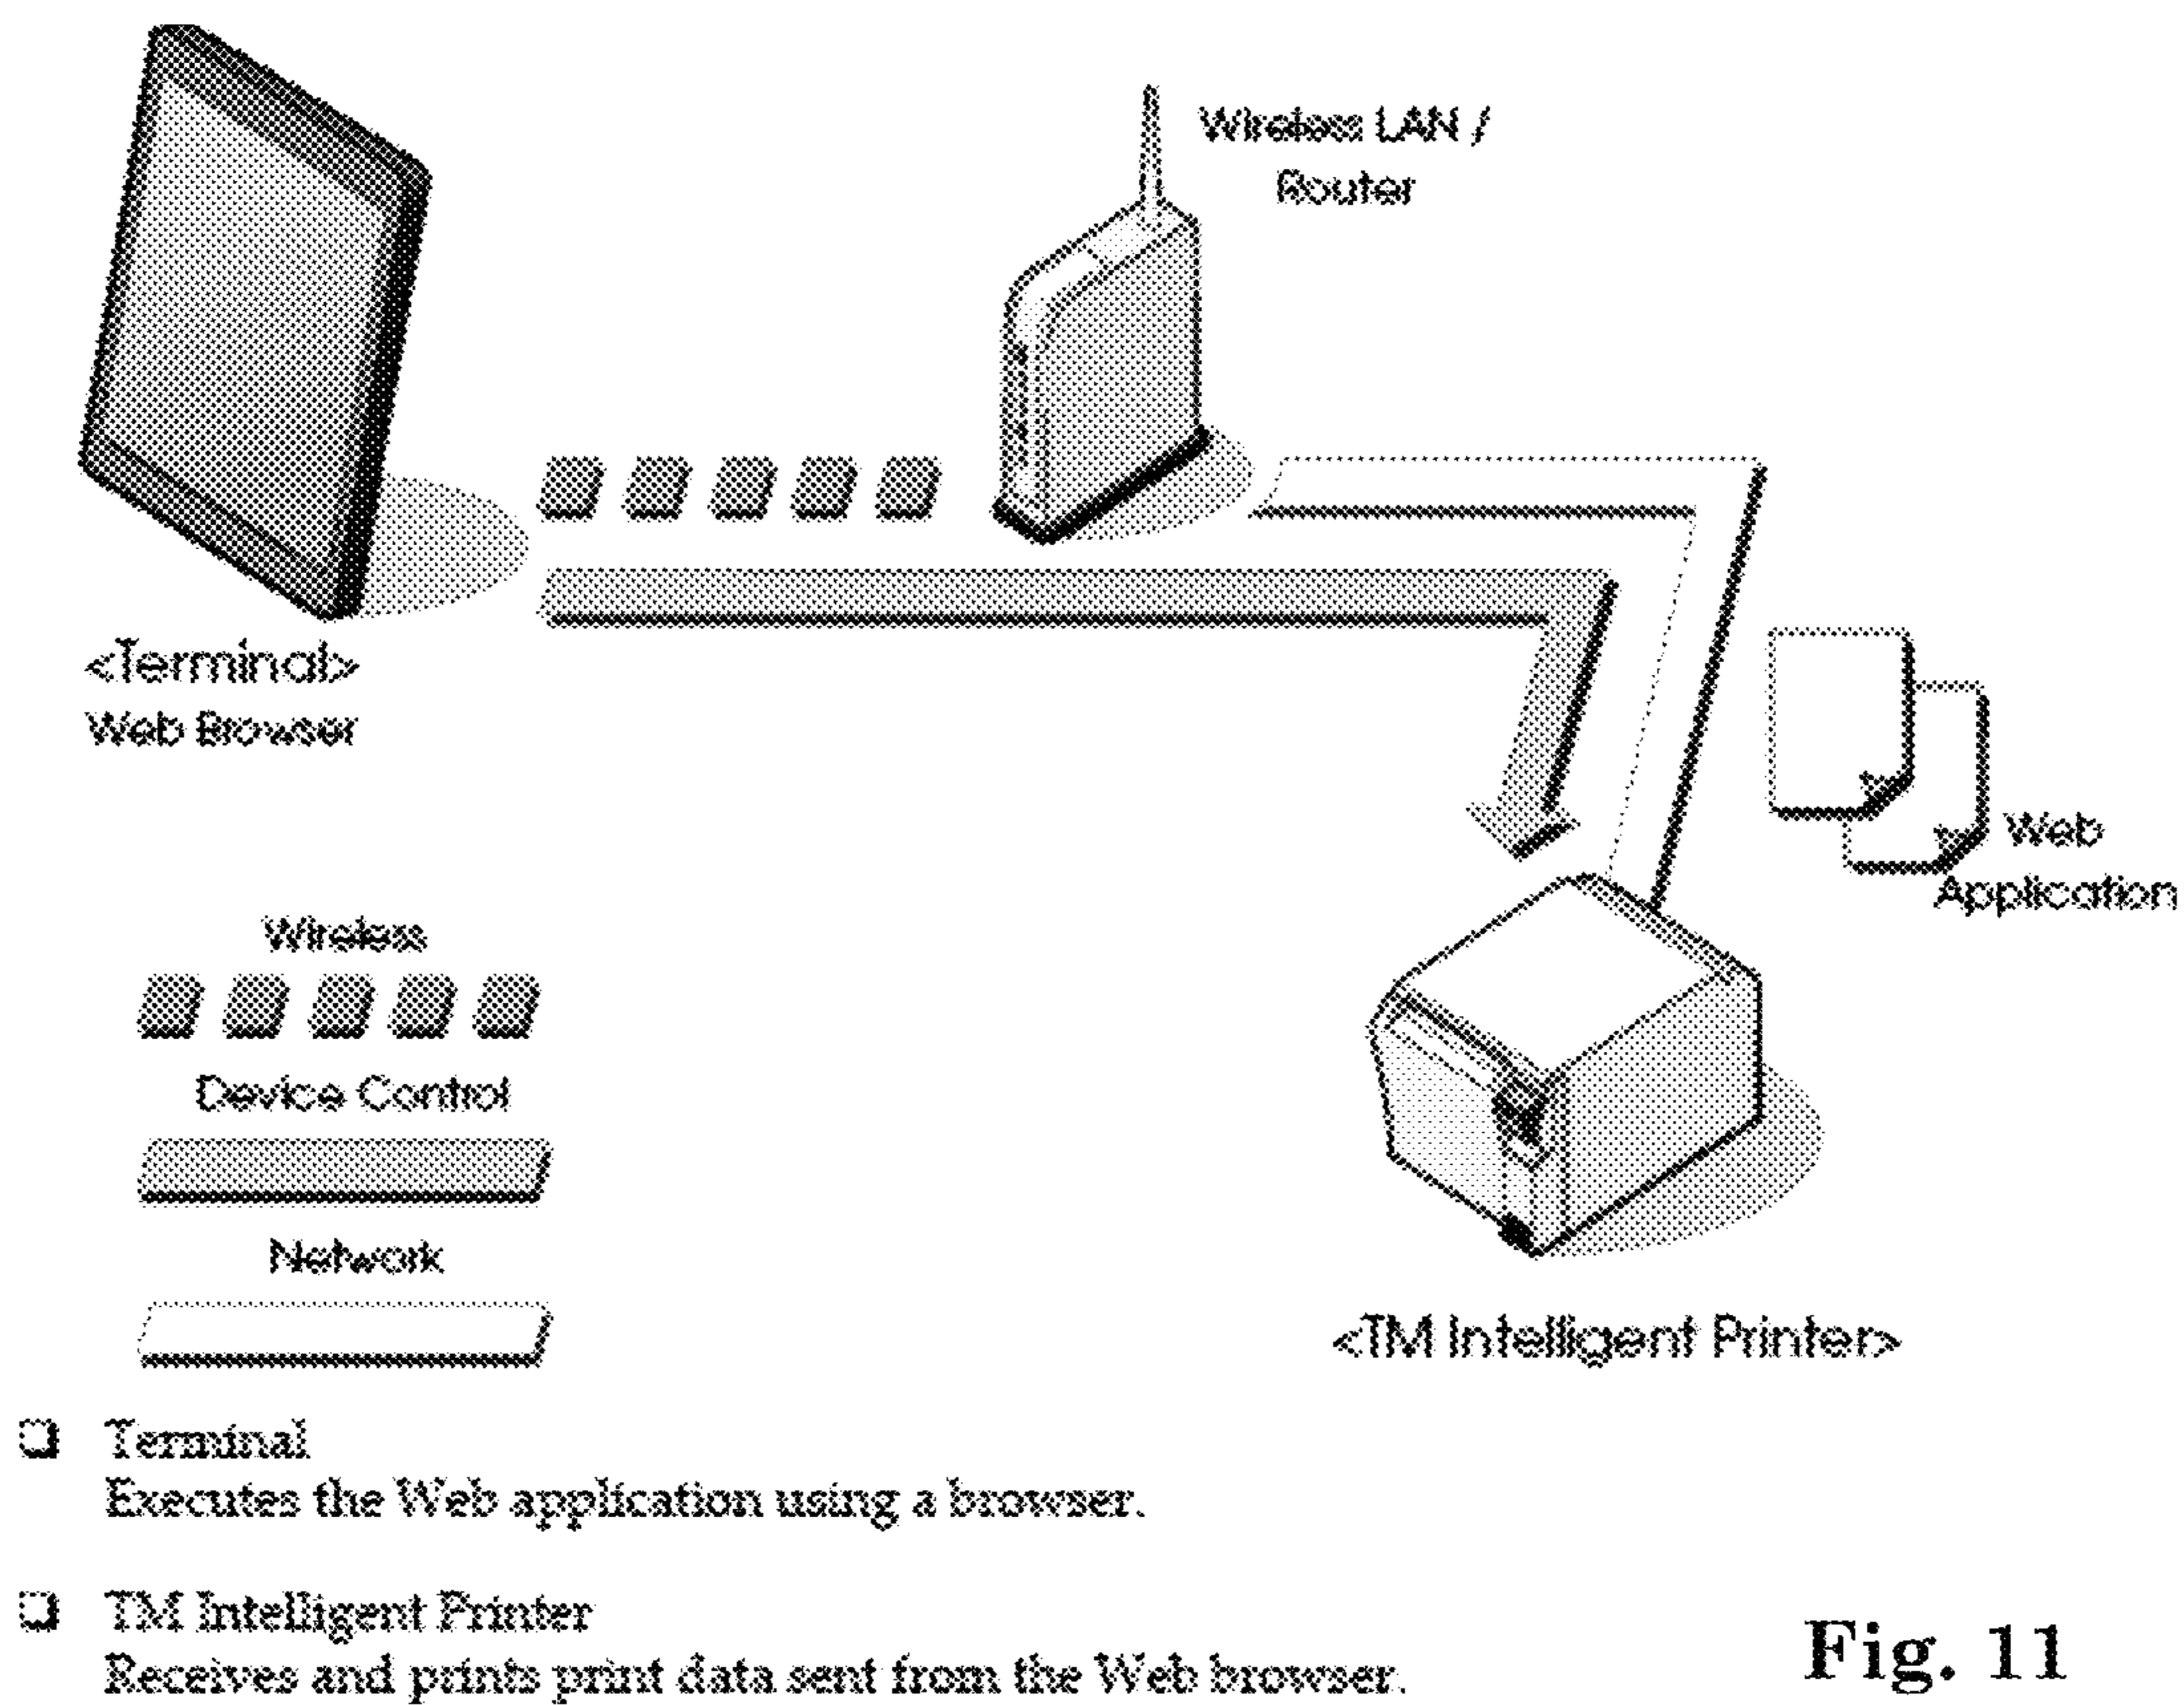 Wireless LAN /
Router
<Terminal>
Web Browser
Web
Application
Wireless
Device Control
Network
<TM Intelligent Printer>
Terminal
Executes the Web application using a browser.
TM Intelligent Printer
Receives and prints print data sent from the Web browser.
Fig. 11